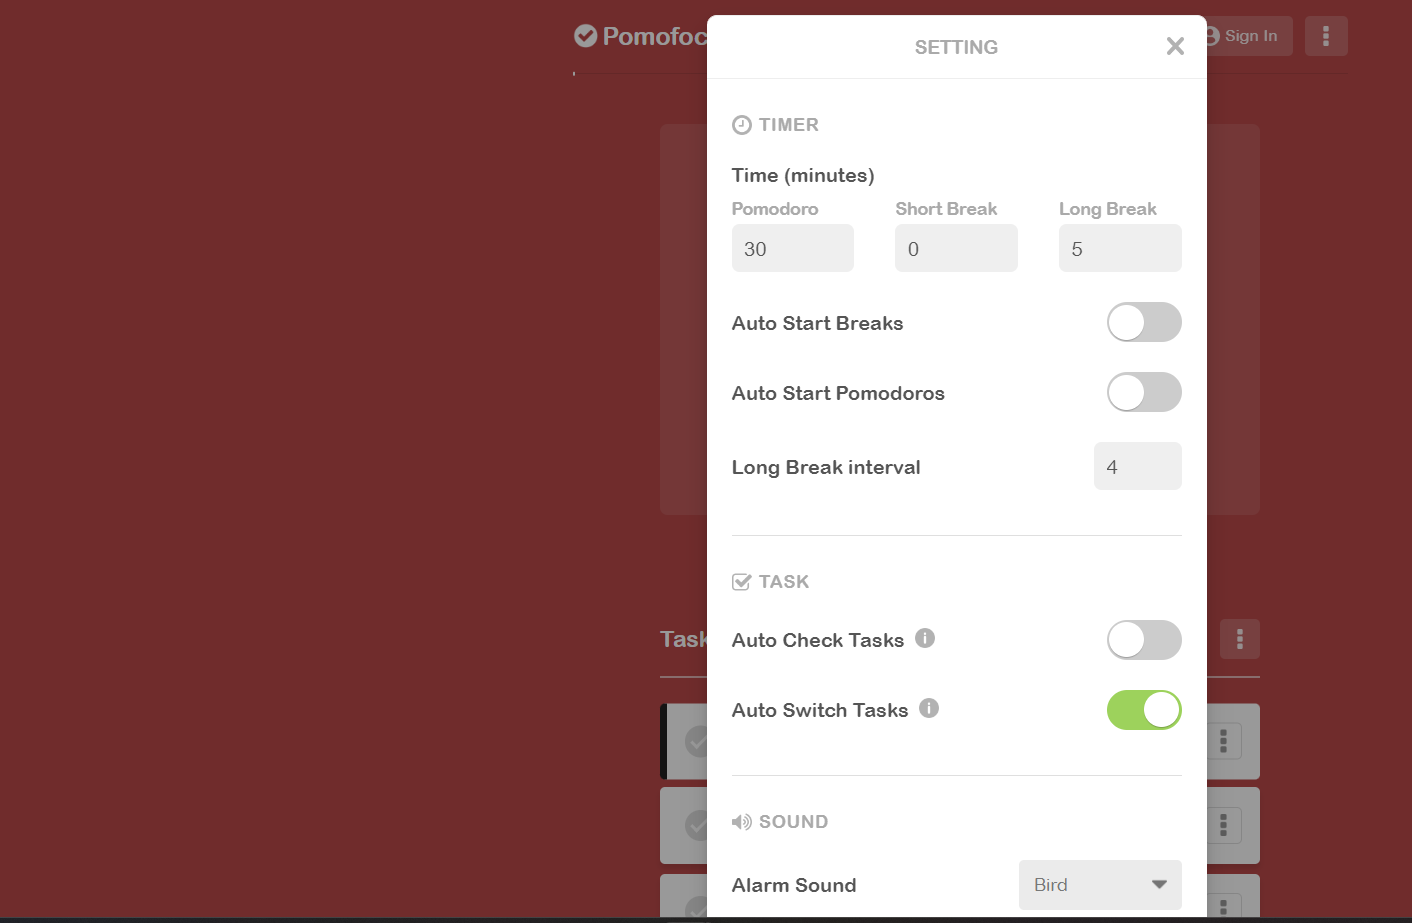 Pomofoc
SETTING
Sign In
TIMER
Time (minutes)
Pomodoro Short Break Long Break
30 0 5
Auto Start Breaks
Auto Start Pomodoros
Long Break interval 4
TASK
Task
Auto Check Tasks
Auto Switch Tasks
SOUND
Alarm Sound Bird